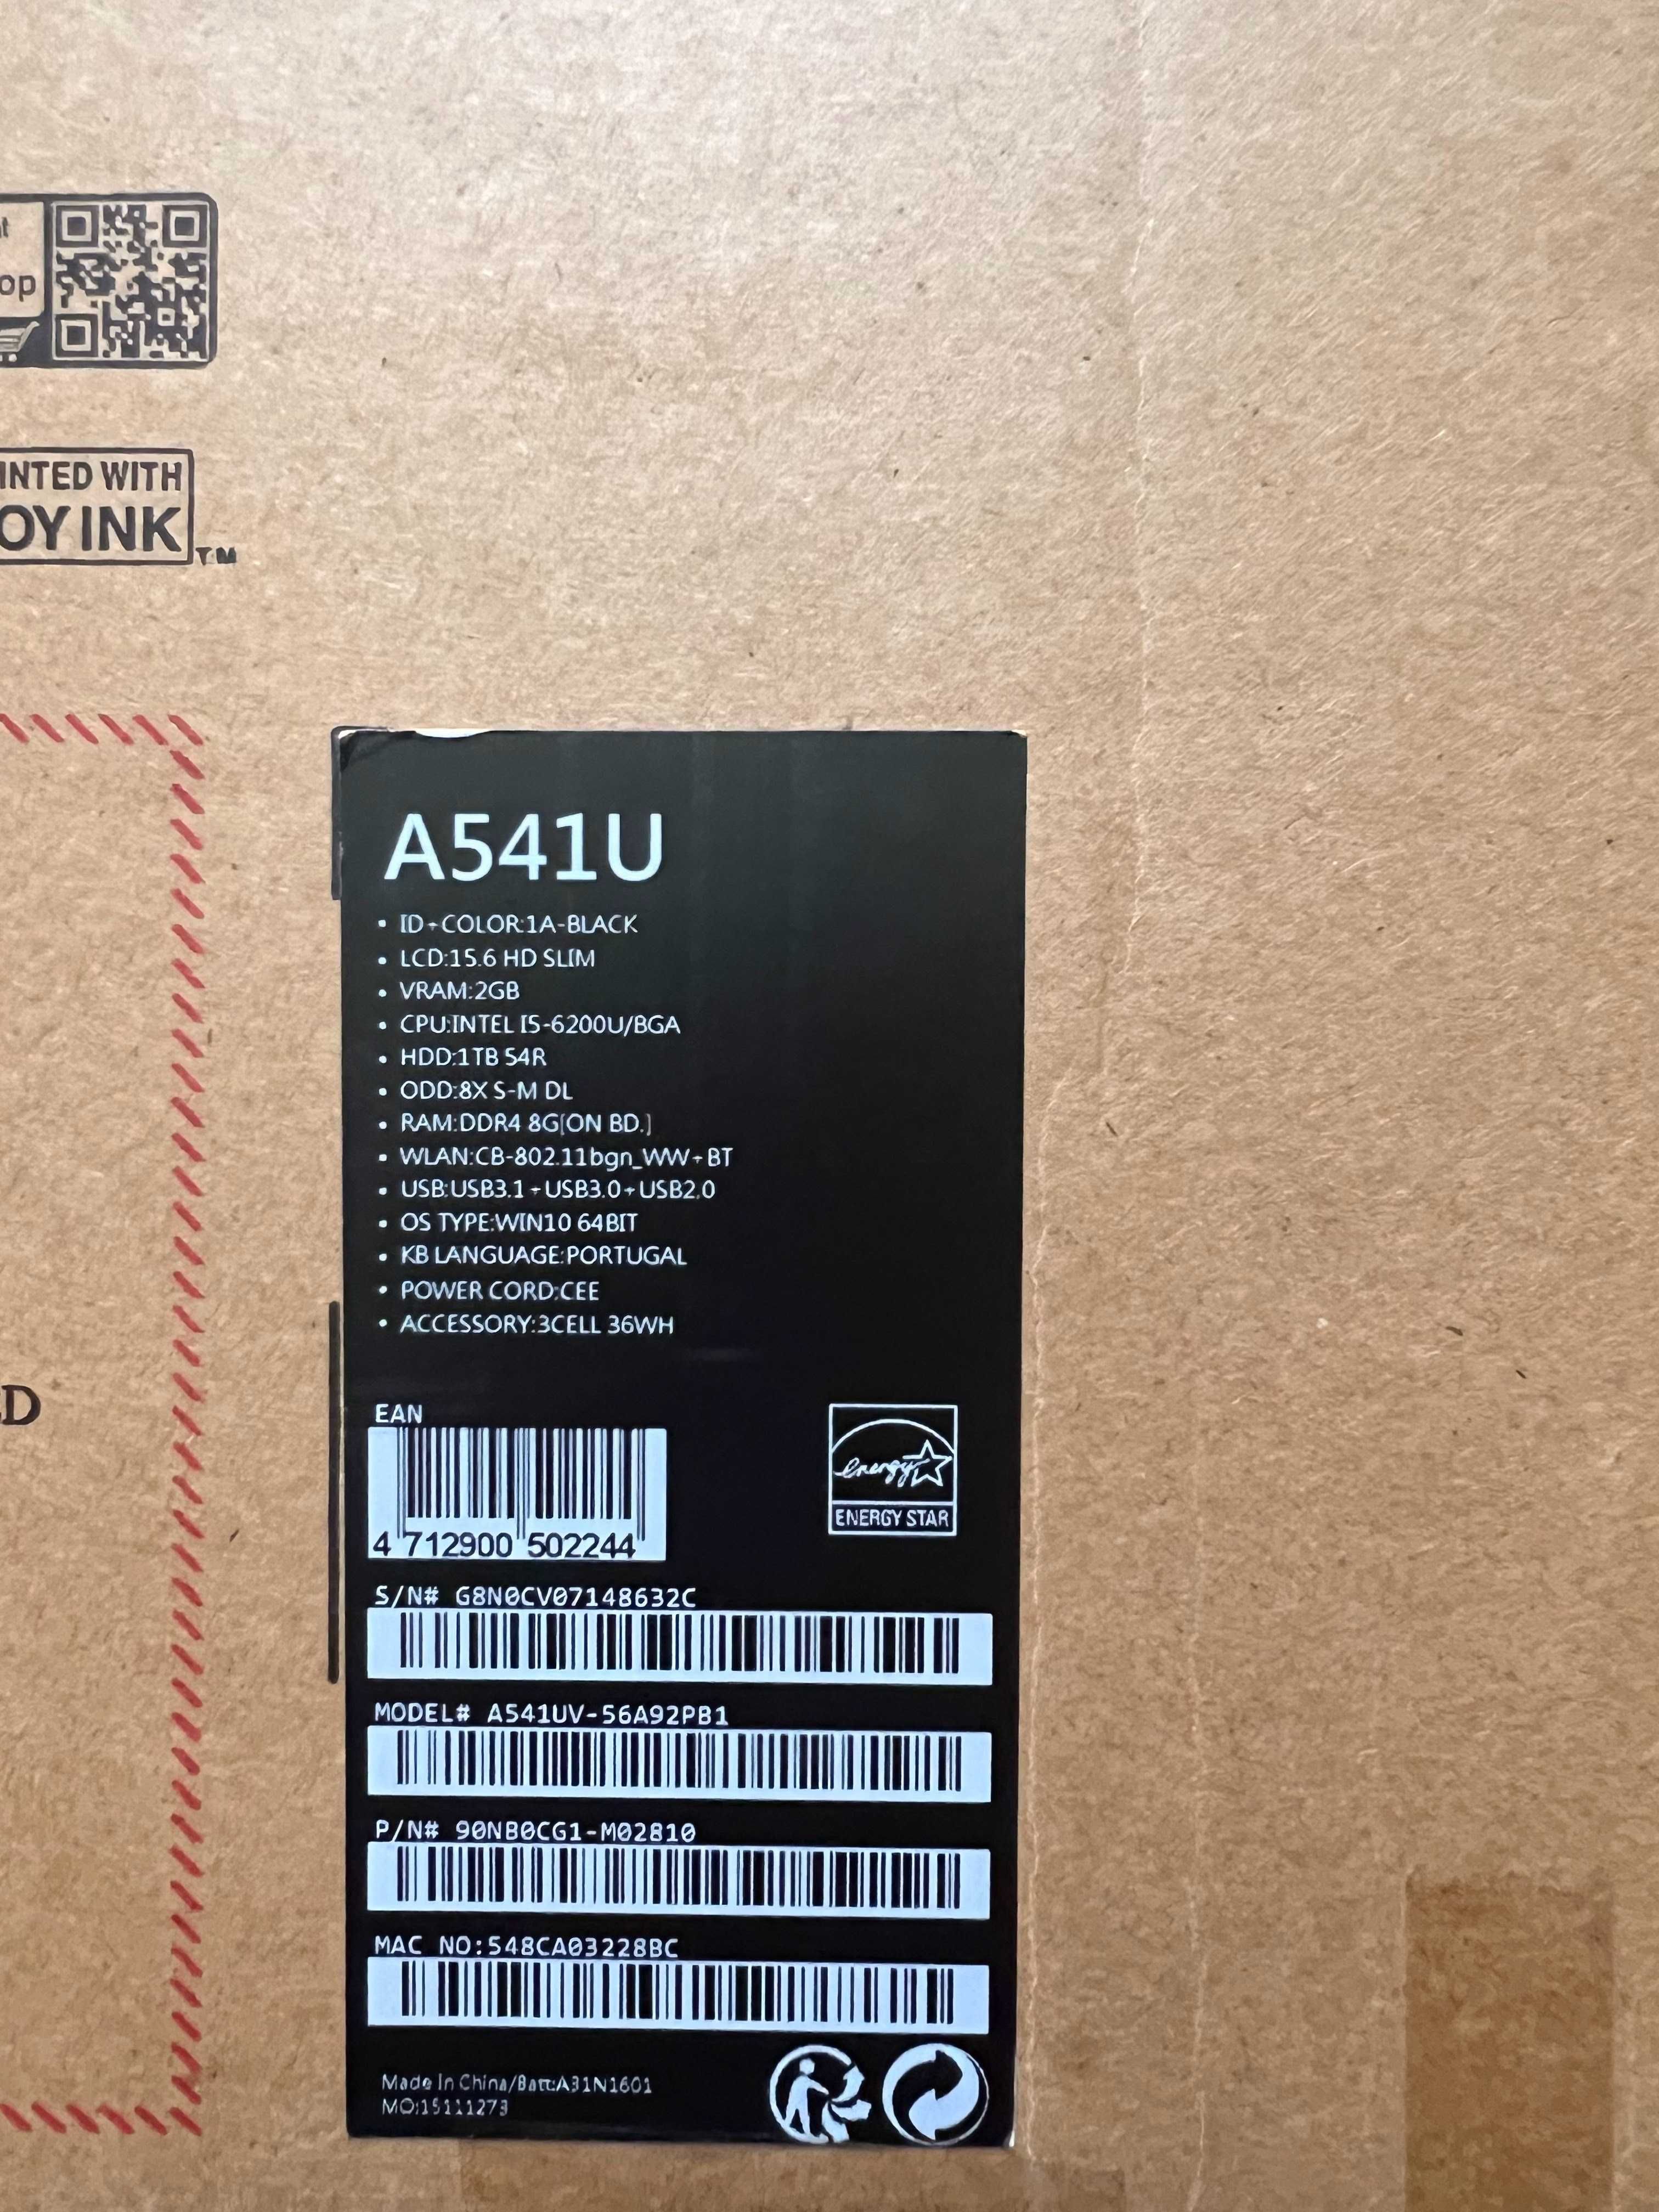 op
INTED WITH
OY INK
TM
D
A541U
• ID+COLOR:1A-BLACK
• LCD:15.6 HD SLIM
• VRAM:2GB
• CPU:INTEL I5-6200U/BGA
• HDD:1TB 54R
• ODD:8X S-M DL
• RAM:DDR4 8G[ON BD.]
• WLAN:CB-802.11bgn_WW+BT
• USB:USB3.1+USB3.0+USB2.0
• OS TYPE:WIN10 64BIT
• KB LANGUAGE:PORTUGAL
• POWER CORD:CEE
• ACCESSORY:3CELL 36WH
EAN
4 712900 502244
energy
ENERGY STAR
S/N# G8N0CV07148632C
MODEL# A541UV-56A92PB1
P/N# 90NB0CG1-M02810
MAC NO:548CA03228BC
Made In China/Batt:A31N1601
MO:15111273